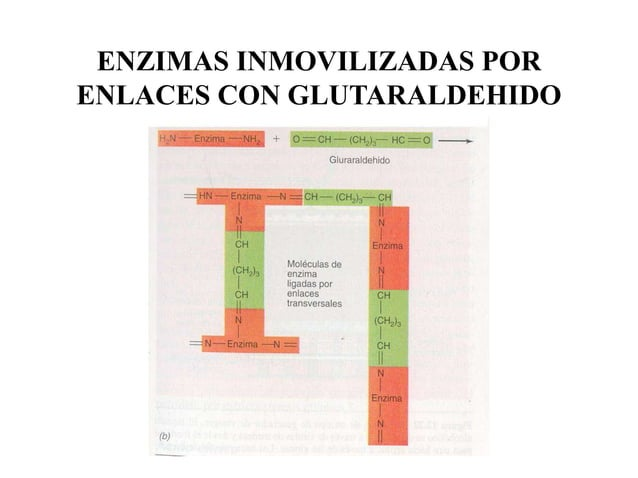 ENZIMAS INMOVILIZADAS POR
ENLACES CON GLUTARALDEHIDO
H₂N — Enzima — NH₂ + O ═ CH — (CH₂)₃ — HC ═ O
Gluraraldehido
═ HN — Enzima — N ═ CH — (CH₂)₃ — CH
N
N
CH
Enzima
(CH₂)₃
N
Moléculas de
enzima
ligadas por
enlaces
transversales
CH
CH
N
(CH₂)₃
═ N — Enzima — N ═
CH
N
Enzima
N
(b)